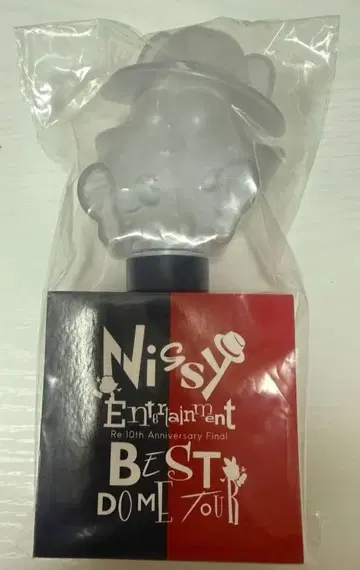 Nissy
Entertainment
Re:10th Anniversary Final
BEST
DOME TOUR